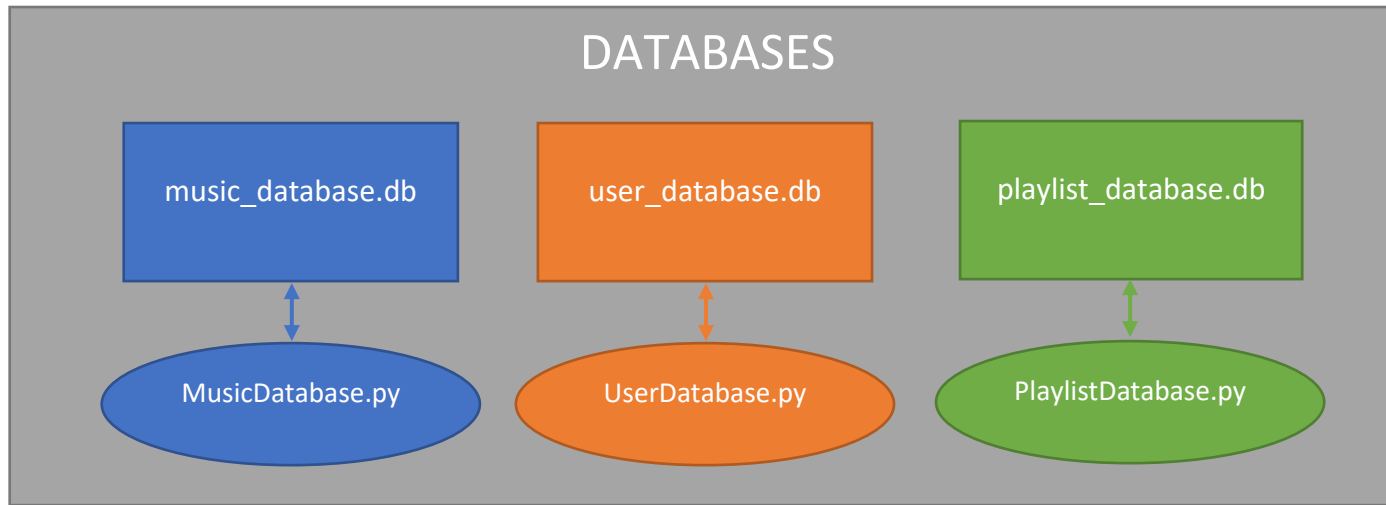 DATABASES
music_database.db
user_database.db
playlist_database.db
MusicDatabase.py
UserDatabase.py
PlaylistDatabase.py